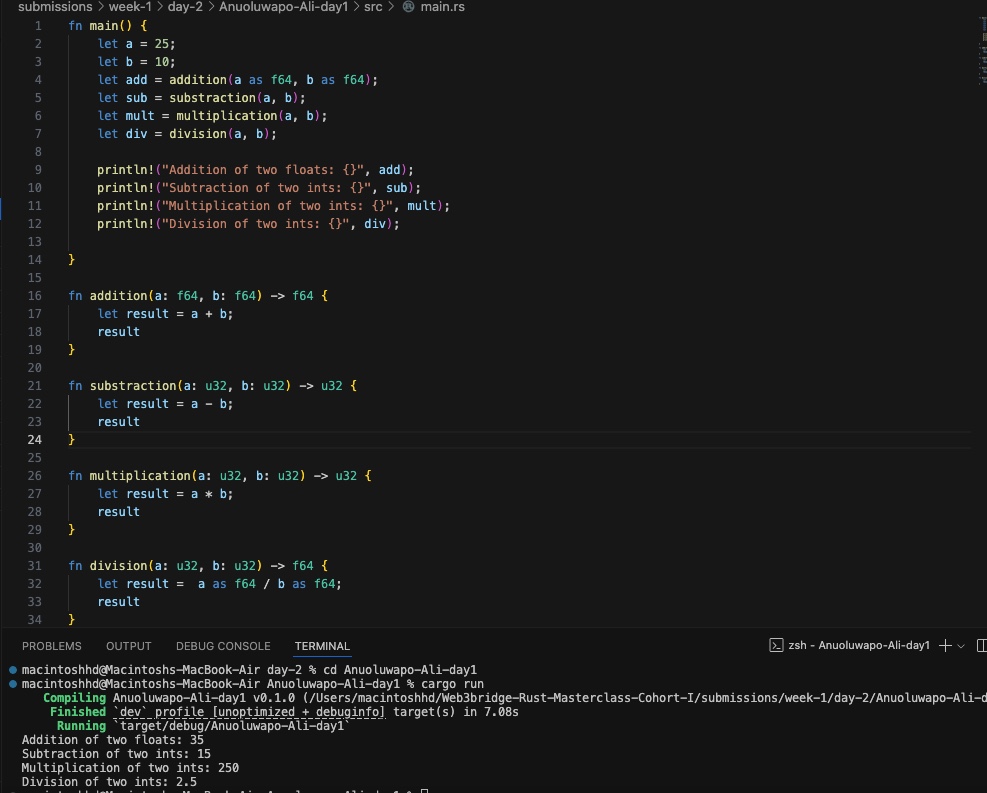 submissions > week-1 > day-2 > Anuoluwapo-Ali-day1 > src > main.rs
1 fn main() {
2     let a = 25;
3     let b = 10;
4     let add = addition(a as f64, b as f64);
5     let sub = substraction(a, b);
6     let mult = multiplication(a, b);
7     let div = division(a, b);
8
9     println!("Addition of two floats: {}", add);
10     println!("Subtraction of two ints: {}", sub);
11     println!("Multiplication of two ints: {}", mult);
12     println!("Division of two ints: {}", div);
13
14 }
15
16 fn addition(a: f64, b: f64) -> f64 {
17     let result = a + b;
18     result
19 }
20
21 fn substraction(a: u32, b: u32) -> u32 {
22     let result = a - b;
23     result
24 }
25
26 fn multiplication(a: u32, b: u32) -> u32 {
27     let result = a * b;
28     result
29 }
30
31 fn division(a: u32, b: u32) -> f64 {
32     let result =  a as f64 / b as f64;
33     result
34 }
PROBLEMS OUTPUT DEBUG CONSOLE TERMINAL zsh - Anuoluwapo-Ali-day1
macintoshhd@Macintoshs-MacBook-Air day-2 % cd Anuoluwapo-Ali-day1
macintoshhd@Macintoshs-MacBook-Air Anuoluwapo-Ali-day1 % cargo run
Compiling Anuoluwapo-Ali-day1 v0.1.0 (/Users/macintoshhd/Web3bridge-Rust-Masterclass-Cohort-I/submissions/week-1/day-2/Anuoluwapo-Ali-d
Finished `dev` profile [unoptimized + debuginfo] target(s) in 7.08s
Running `target/debug/Anuoluwapo-Ali-day1`
Addition of two floats: 35
Subtraction of two ints: 15
Multiplication of two ints: 250
Division of two ints: 2.5